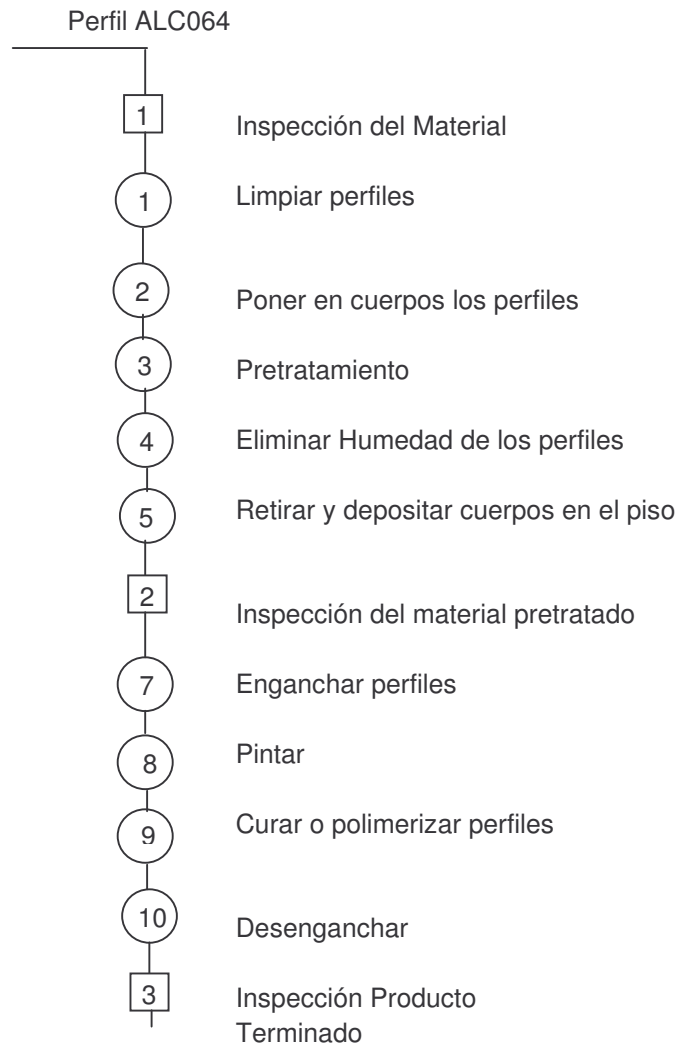 Perfil ALC064
1 Inspección del Material
1 Limpiar perfiles
2 Poner en cuerpos los perfiles
3 Pretratamiento
4 Eliminar Humedad de los perfiles
5 Retirar y depositar cuerpos en el piso
2 Inspección del material pretratado
7 Enganchar perfiles
8 Pintar
9 Curar o polimerizar perfiles
10 Desenganchar
3 Inspección Producto
Terminado